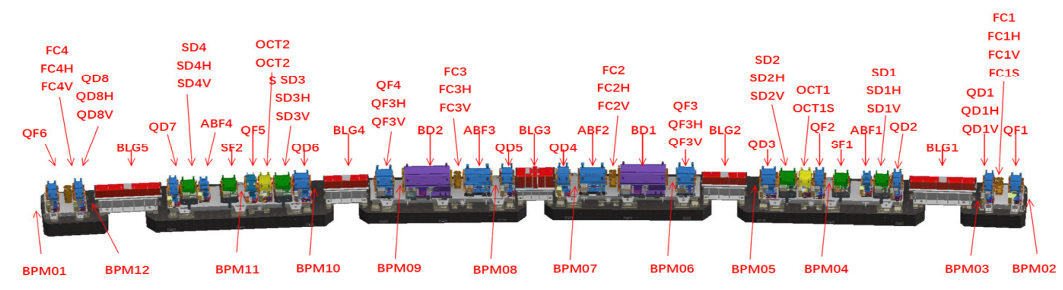 FC4
FC4H
FC4V
QD8
QD8H
QD8V
QF6
BLG5
SD4
SD4H
SD4V
QD7
ABF4
SF2
QF5
OCT2
OCT2
S SD3
SD3H
SD3V
QD6
BLG4
QF4
QF3H
QF3V
BD2
FC3
FC3H
FC3V
ABF3
QD5
BLG3
QD4
ABF2
FC2
FC2H
FC2V
BD1
QF3
QF3H
QF3V
BLG2
SD2
SD2H
SD2V
QD3
OCT1
OCT1S
QF2
SF1
ABF1
SD1
SD1H
SD1V
QD2
BLG1
QD1
QD1H
QD1V
FC1
FC1H
FC1V
FC1S
QF1
BPM01
BPM12
BPM11
BPM10
BPM09
BPM08
BPM07
BPM06
BPM05
BPM04
BPM03
BPM02